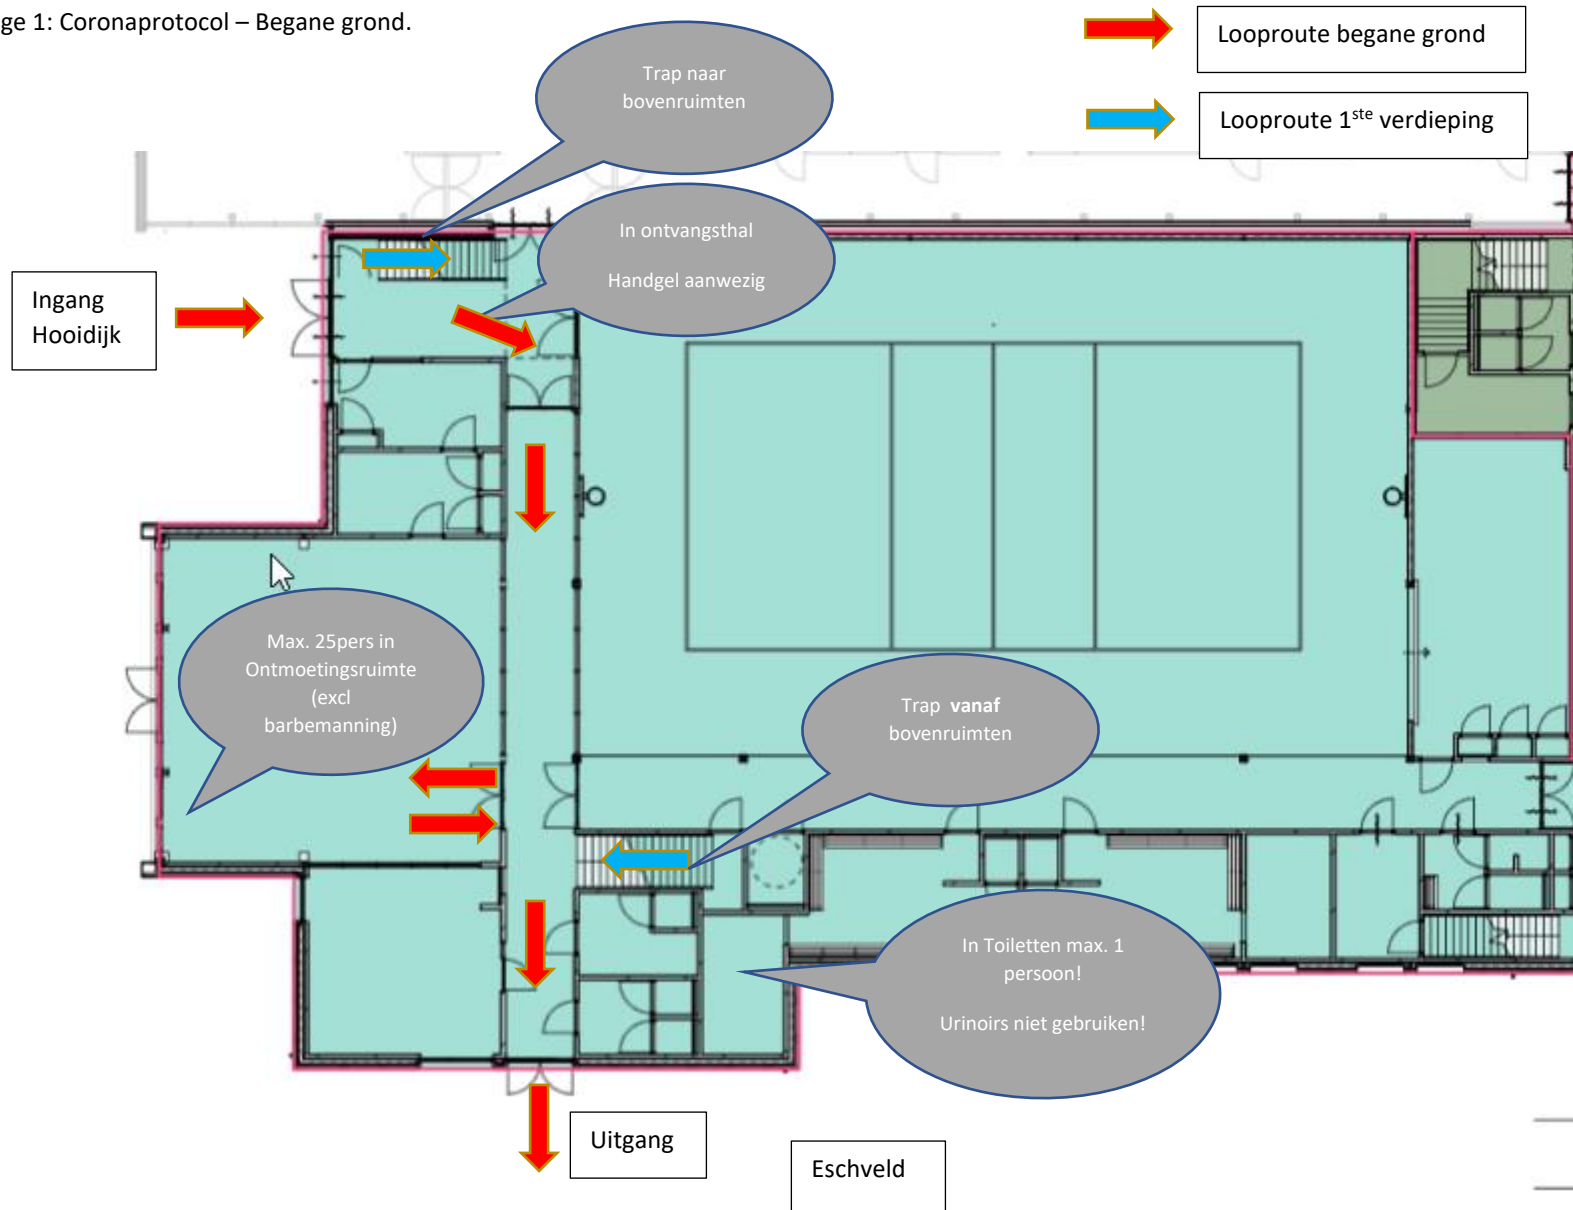 ge 1: Coronaprotocol – Begane grond.
Looproute begane grond
Looproute 1ste verdieping
Trap naar
bovenruimten
In ontvangsthal
Handgel aanwezig
Ingang
Hooidijk
Max. 25pers in
Ontmoetingsruimte
(excl
barbemanning)
Trap vanaf
bovenruimten
In Toiletten max. 1
persoon!
Urinoirs niet gebruiken!
Uitgang
Eschveld